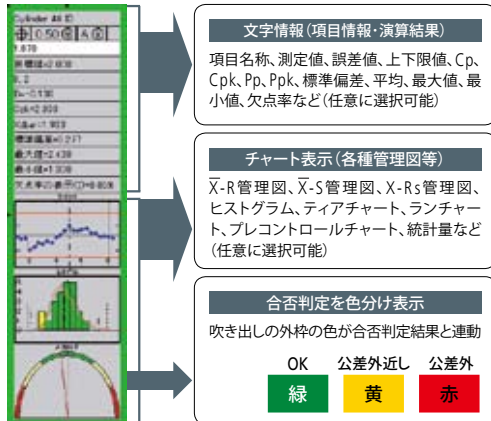 Cylinder #4 ID
0.50 A
1.870
Cpk=2.808
標準偏差=0.217
最大値=2.438
最小値=1.308
文字情報(項目情報・演算結果)
項目名称、測定値、誤差値、上下限値、Cp、
Cpk、Pp、Ppk、標準偏差、平均、最大値、最
小値、欠点率など(任意に選択可能)
チャート表示(各種管理図等)
X̅-R管理図、X̅-S管理図、X-Rs管理図、
ヒストグラム、ティアチャート、ランチャー
ト、プレコントロールチャート、統計量など
(任意に選択可能)
合否判定を色分け表示
吹き出しの外枠の色が合否判定結果と連動
OK 公差外近し 公差外
緑 黄 赤